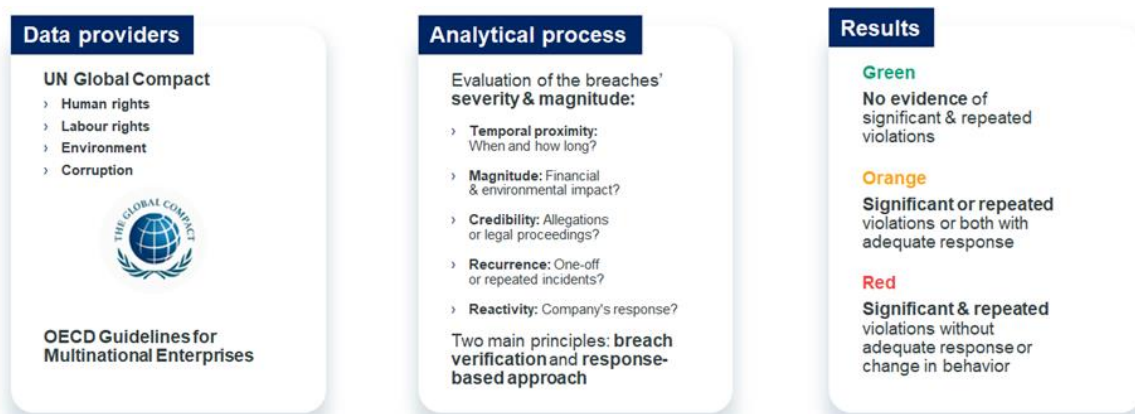 Data providers
UN Global Compact
› Human rights
› Labour rights
› Environment
› Corruption
THE GLOBAL COMPACT
OECD Guidelines for
Multinational Enterprises
Analytical process
Evaluation of the breaches’
severity & magnitude:
› Temporal proximity:
When and how long?
› Magnitude: Financial
& environmental impact?
› Credibility: Allegations
or legal proceedings?
› Recurrence: One-off
or repeated incidents?
› Reactivity: Company's response?
Two main principles: breach
verification and response-
based approach
Results
Green
No evidence of
significant & repeated
violations
Orange
Significant or repeated
violations or both with
adequate response
Red
Significant & repeated
violations without
adequate response or
change in behavior